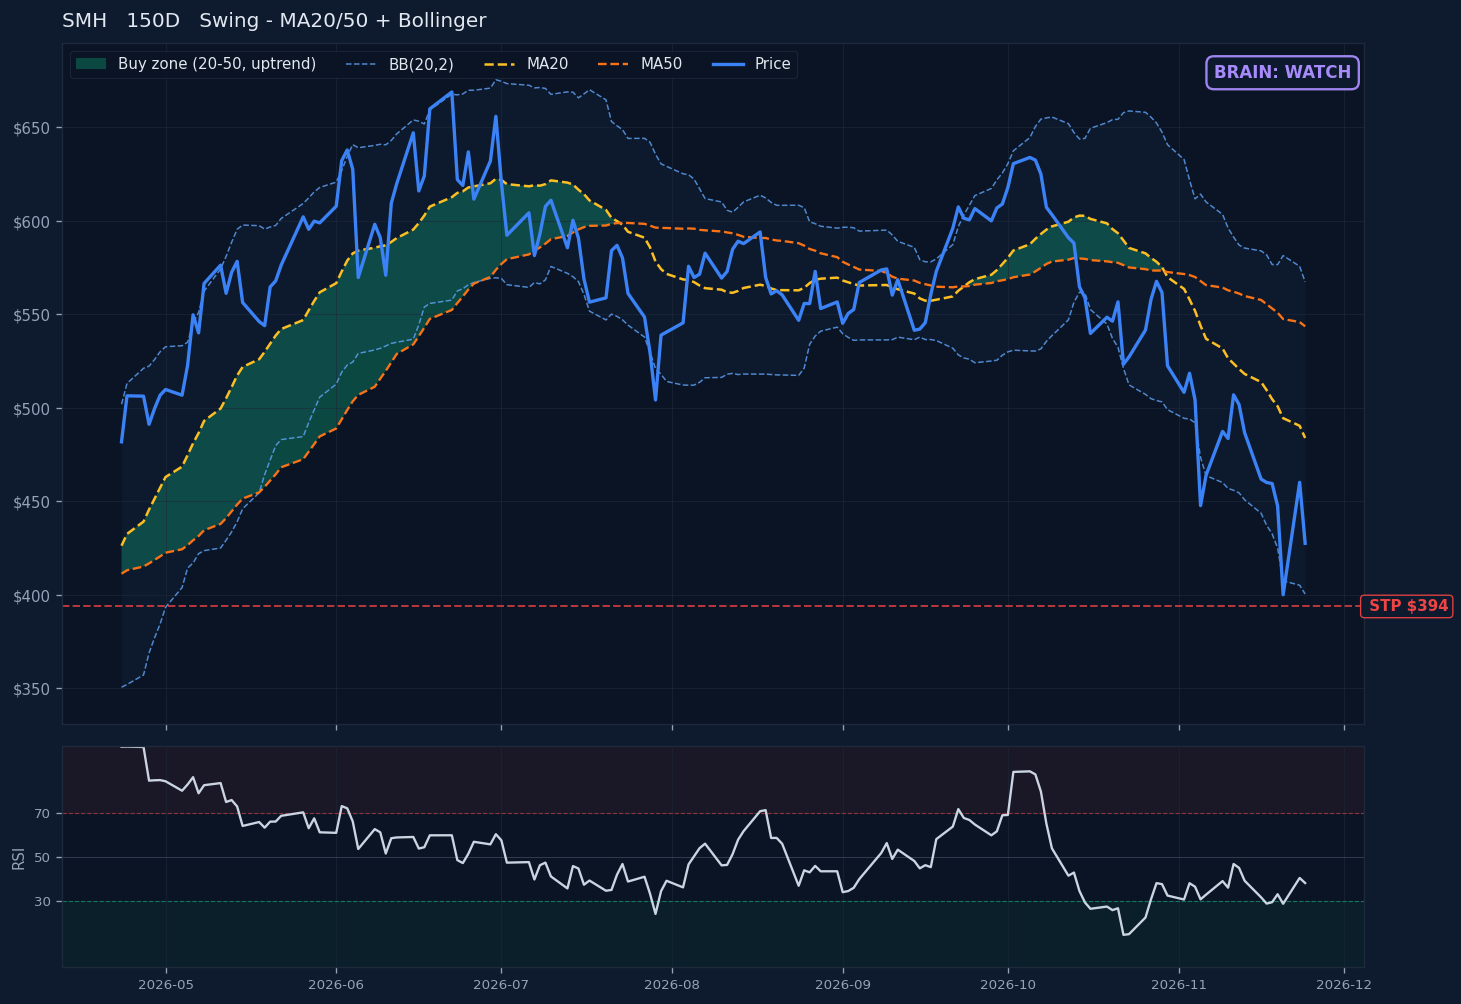 SMH   150D   Swing - MA20/50 + Bollinger
Buy zone (20-50, uptrend)   BB(20,2)   MA20   MA50   Price
BRAIN: WATCH
$650
$600
$550
$500
$450
$400
STP $394
$350
70
50
30
RSI
2026-05   2026-06   2026-07   2026-08   2026-09   2026-10   2026-11   2026-12